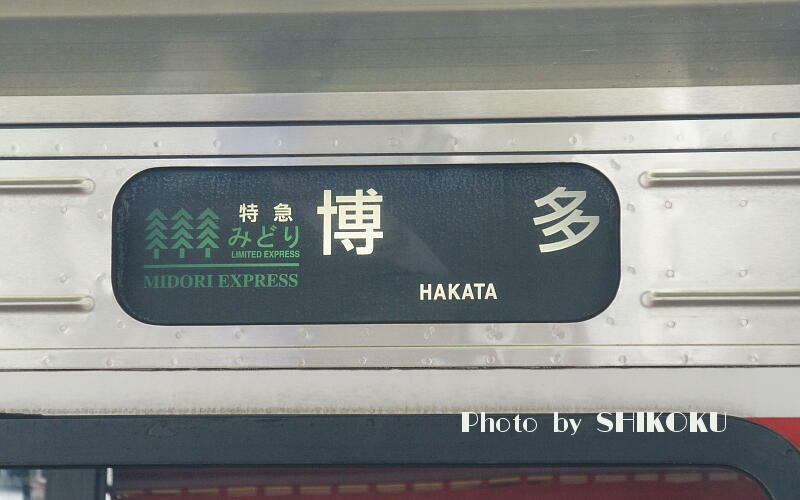 特急
みどり
LIMITED EXPRESS
MIDORI EXPRESS
博多
HAKATA
Photo by SHIKOKU